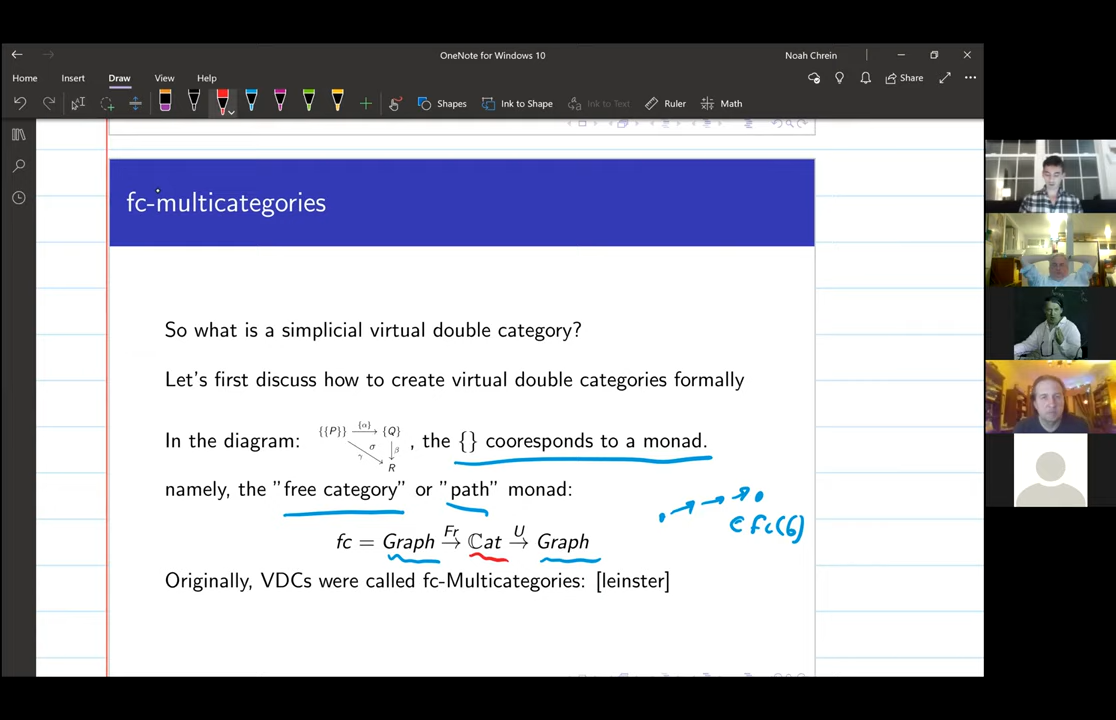 OneNote for Windows 10
Noah Chrein
Home Insert Draw View Help
Shapes Ink to Shape Ink to Text Ruler Math Share
fc-multicategories
So what is a simplicial virtual double category?
Let's first discuss how to create virtual double categories formally
In the diagram: {{P}} {α} → {Q} σ γ β R , the {} cooresponds to a monad.
namely, the "free category" or "path" monad:
∈ fc(G)
fc = Graph Fr → ℂat U → Graph
Originally, VDCs were called fc-Multicategories: [leinster]